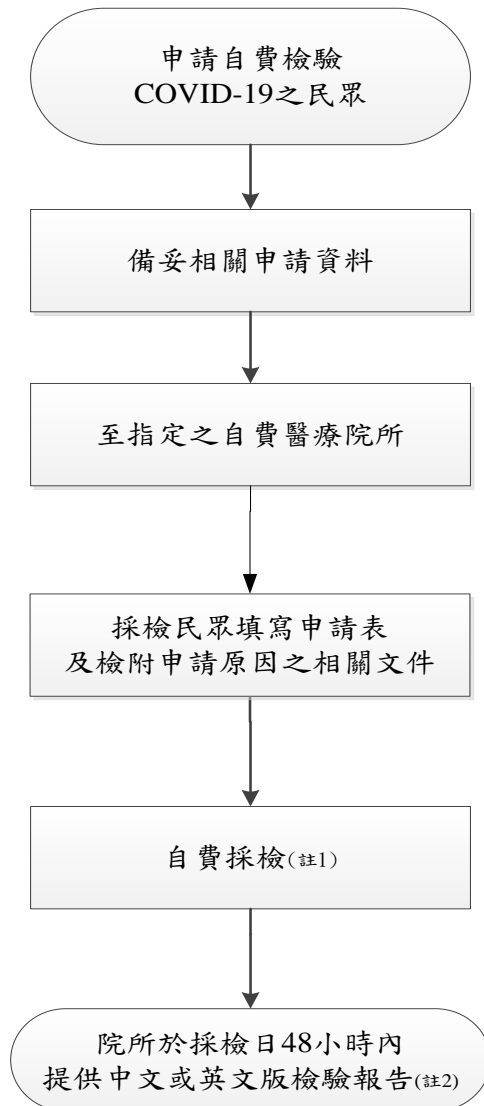 申請自費檢驗
COVID-19之民眾
備妥相關申請資料
至指定之自費醫療院所
採檢民眾填寫申請表
及檢附申請原因之相關文件
自費採檢(註1)
院所於採檢日48小時內
提供中文或英文版檢驗報告(註2)